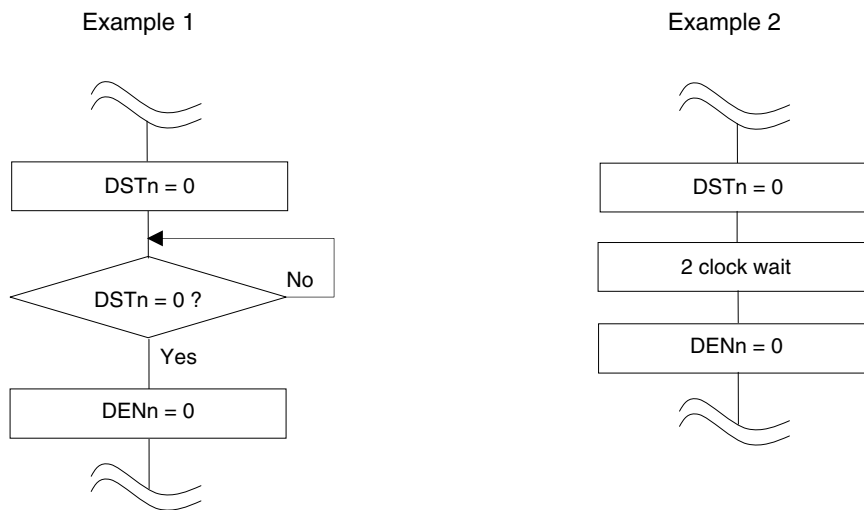 Example 1
DSTn = 0
DSTn = 0 ?
No
Yes
DENn = 0
Example 2
DSTn = 0
2 clock wait
DENn = 0